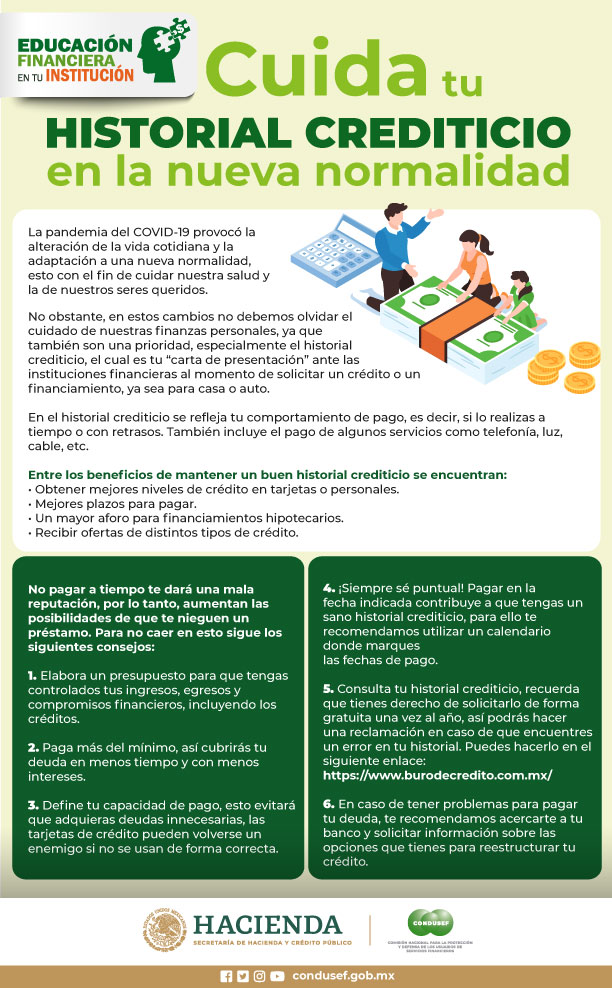 EDUCACIÓN
FINANCIERA
EN TU INSTITUCIÓN
Cuida tu
HISTORIAL CREDITICIO
en la nueva normalidad
La pandemia del COVID-19 provocó la
alteración de la vida cotidiana y la
adaptación a una nueva normalidad,
esto con el fin de cuidar nuestra salud y
la de nuestros seres queridos.
No obstante, en estos cambios no debemos olvidar el
cuidado de nuestras finanzas personales, ya que
también son una prioridad, especialmente el historial
crediticio, el cual es tu “carta de presentación” ante las
instituciones financieras al momento de solicitar un crédito o un
financiamiento, ya sea para casa o auto.
En el historial crediticio se refleja tu comportamiento de pago, es decir, si lo realizas a
tiempo o con retrasos. También incluye el pago de algunos servicios como telefonía, luz,
cable, etc.
Entre los beneficios de mantener un buen historial crediticio se encuentran:
• Obtener mejores niveles de crédito en tarjetas o personales.
• Mejores plazos para pagar.
• Un mayor aforo para financiamientos hipotecarios.
• Recibir ofertas de distintos tipos de crédito.
No pagar a tiempo te dará una mala
reputación, por lo tanto, aumentan las
posibilidades de que te nieguen un
préstamo. Para no caer en esto sigue los
siguientes consejos:
1. Elabora un presupuesto para que tengas
controlados tus ingresos, egresos y
compromisos financieros, incluyendo los
créditos.
2. Paga más del mínimo, así cubrirás tu
deuda en menos tiempo y con menos
intereses.
3. Define tu capacidad de pago, esto evitará
que adquieras deudas innecesarias, las
tarjetas de crédito pueden volverse un
enemigo si no se usan de forma correcta.
4. ¡Siempre sé puntual! Pagar en la
fecha indicada contribuye a que tengas un
sano historial crediticio, para ello te
recomendamos utilizar un calendario
donde marques
las fechas de pago.
5. Consulta tu historial crediticio, recuerda
que tienes derecho de solicitarlo de forma
gratuita una vez al año, así podrás hacer
una reclamación en caso de que encuentres
un error en tu historial. Puedes hacerlo en el
siguiente enlace:
https://www.burodecredito.com.mx/
6. En caso de tener problemas para pagar
tu deuda, te recomendamos acercarte a tu
banco y solicitar información sobre las
opciones que tienes para reestructurar tu
crédito.
HACIENDA
SECRETARÍA DE HACIENDA Y CRÉDITO PÚBLICO
CONDUSEF
COMISIÓN NACIONAL PARA LA PROTECCIÓN
Y DEFENSA DE LOS USUARIOS DE
SERVICIOS FINANCIEROS
condusef.gob.mx